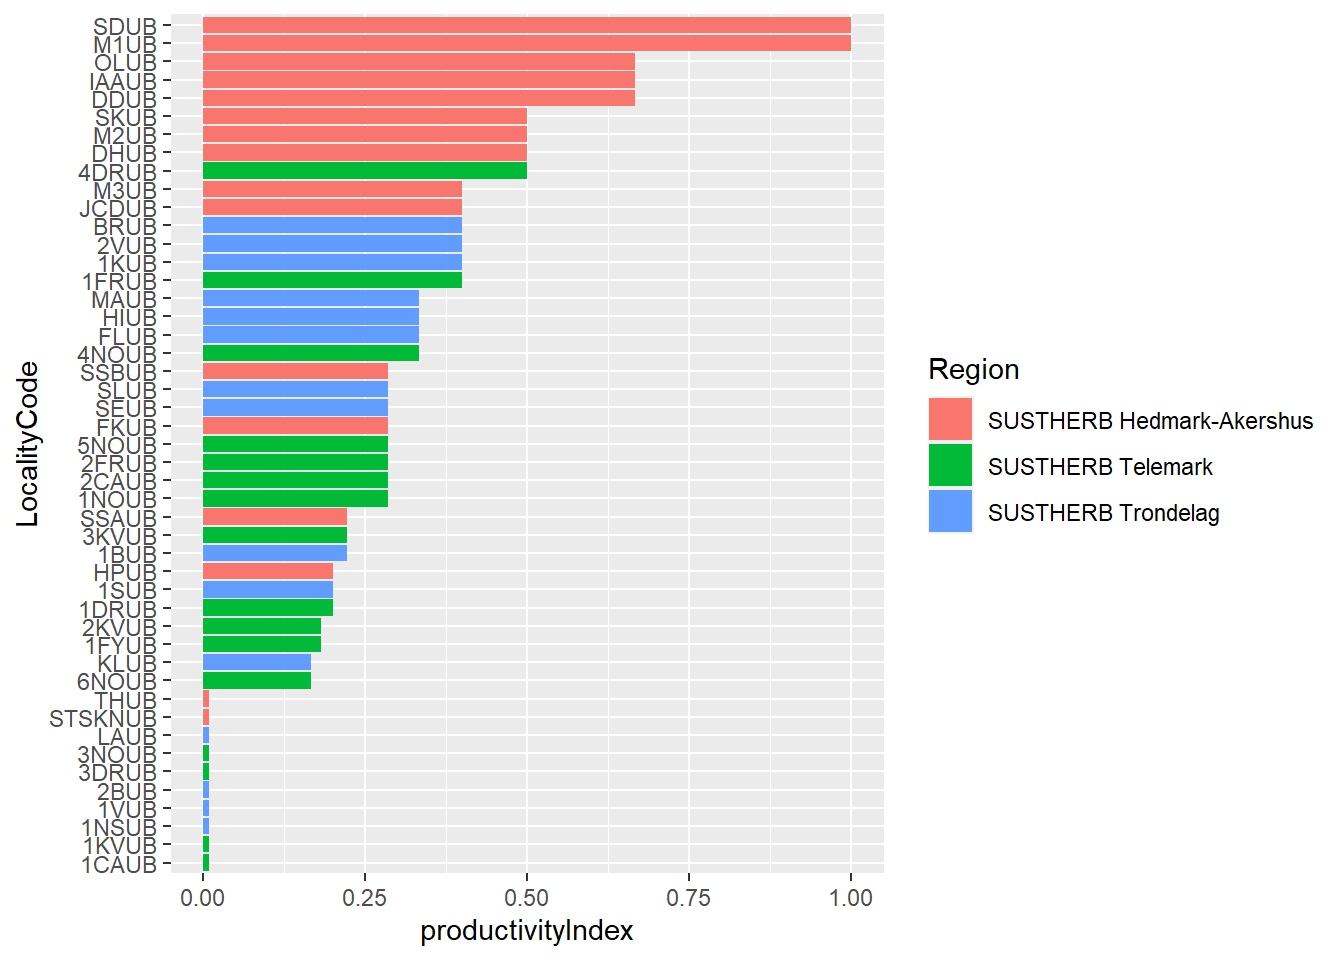 SDUB
M1UB
OLUB
IAAUB
DDUB
SKUB
M2UB
DHUB
4DRUB
M3UB
JCDUB
BRUB
2VUB
1KUB
1FRUB
MAUB
HIUB
FLUB
4NOUB
SSBUB
SLUB
SEUB
FKUB
5NOUB
2FRUB
2CAUB
1NOUB
SSAUB
3KVUB
1BUB
HPUB
1SUB
1DRUB
2KVUB
1FYUB
KLUB
6NOUB
THUB
STSKNUB
LAUB
3NOUB
3DRUB
2BUB
1VUB
1NSUB
1KVUB
1CAUB
LocalityCode
0.00 0.25 0.50 0.75 1.00
productivityIndex
Region
SUSTHERB Hedmark-Akershus
SUSTHERB Telemark
SUSTHERB Trondelag